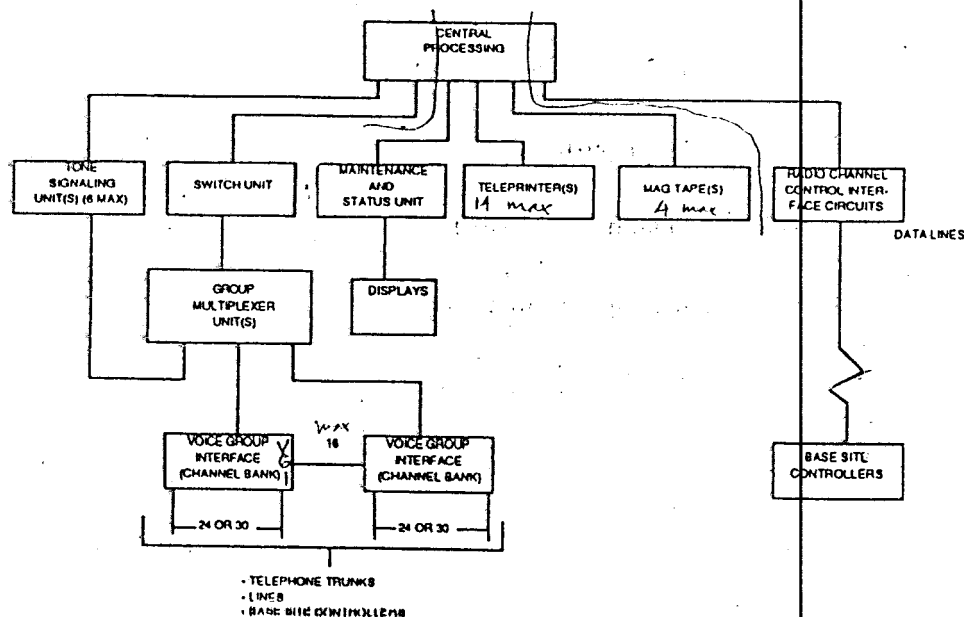 CENTRAL
PROCESSING
TONE
SIGNALING
UNIT(S) (6 MAX)
SWITCH UNIT
MAINTENANCE
AND
STATUS UNIT
TELEPRINTER(S)
14 max
MAG TAPE(S)
4 max.
RADIO CHANNEL
CONTROL INTER-
FACE CIRCUITS
DATA LINES
GROUP
MULTIPLEXER
UNIT(S)
DISPLAYS
VOICE GROUP
INTERFACE
(CHANNEL BANK)
VGI
max
16
VOICE GROUP
INTERFACE
(CHANNEL BANK)
BASE SITE
CONTROLLERS
24 OR 30
24 OR 30
- TELEPHONE TRUNKS
- LINES
- BASE SITE CONTROLLERS